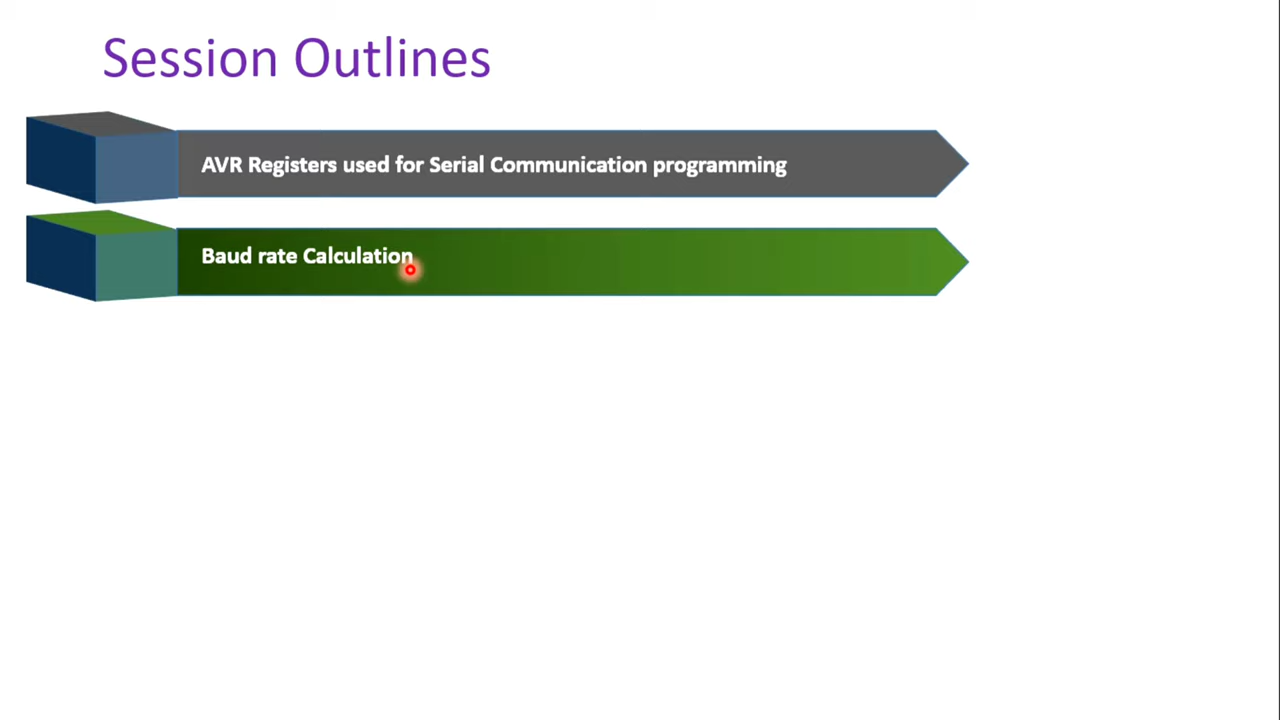 Session Outlines
AVR Registers used for Serial Communication programming
Baud rate Calculation